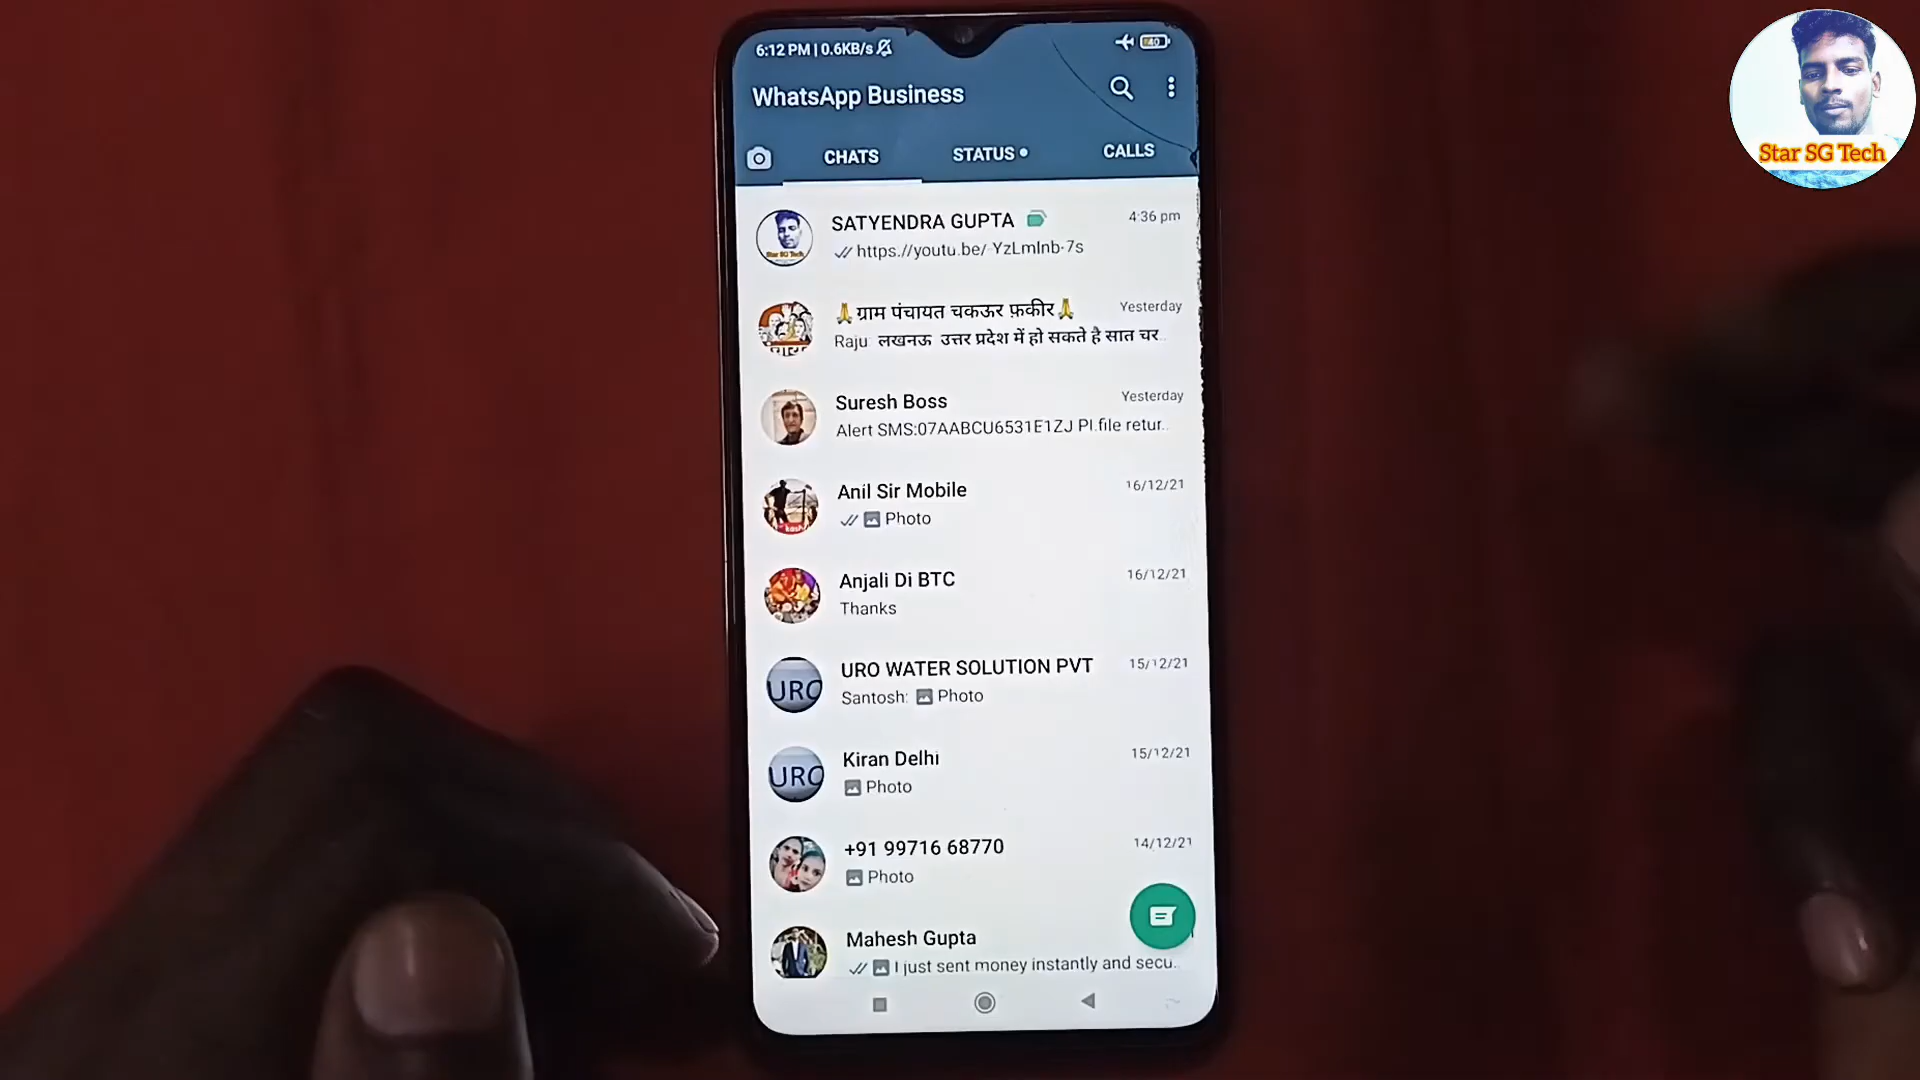 6:12 PM | 0.6KB/s
40
WhatsApp Business
CHATS
STATUS
CALLS
SATYENDRA GUPTA
4:36 pm
https://youtu.be/-YzLmInb-7s
🙏ग्राम पंचायत चकऊर फ़कीर🙏
Yesterday
Raju: लखनऊ उत्तर प्रदेश में हो सकते है सात चर..
Suresh Boss
Yesterday
Alert SMS:07AABCU6531E1ZJ Pl.file retur..
Anil Sir Mobile
16/12/21
Photo
Anjali Di BTC
16/12/21
Thanks
URO WATER SOLUTION PVT
15/12/21
Santosh: Photo
URO
Kiran Delhi
15/12/21
Photo
URO
+91 99716 68770
14/12/21
Photo
Mahesh Gupta
I just sent money instantly and secu..
Star SG Tech